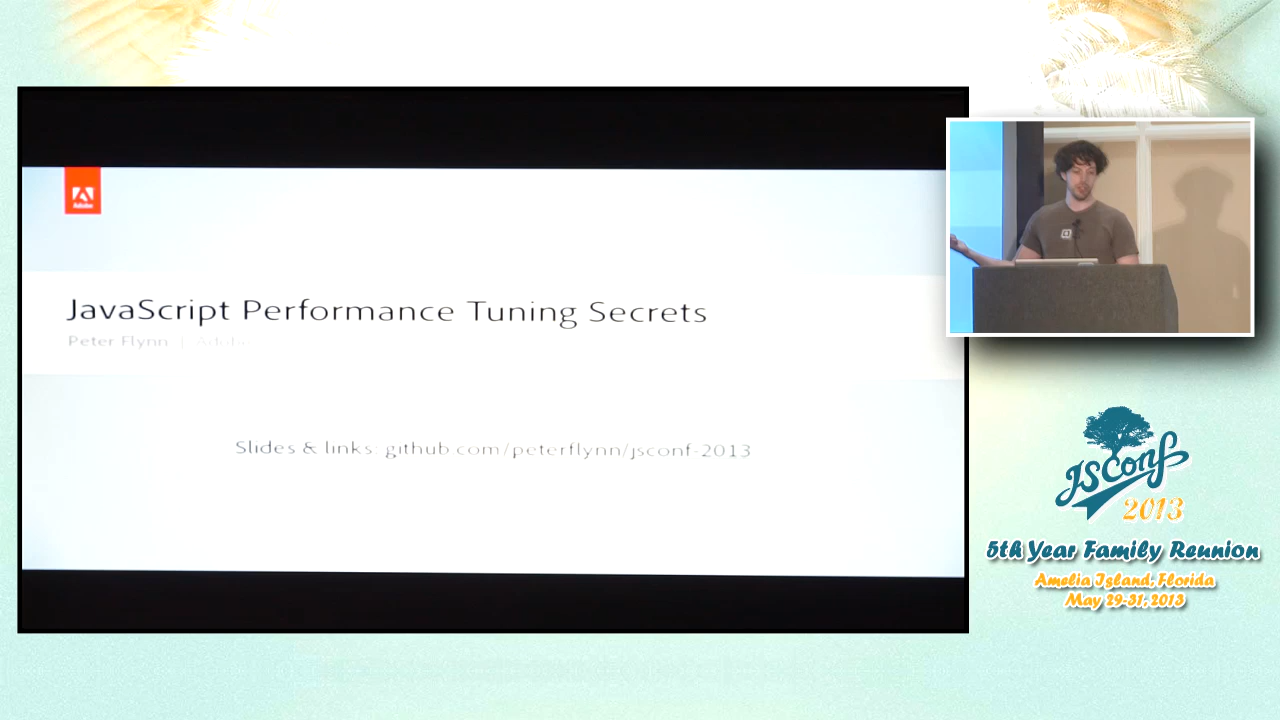 Adobe
JavaScript Performance Tuning Secrets
Peter Flynn | Adobe
Slides & links: github.com/peterflynn/jsconf-2013
JSConf
2013
5th Year Family Reunion
Amelia Island, Florida
May 29-31, 2013